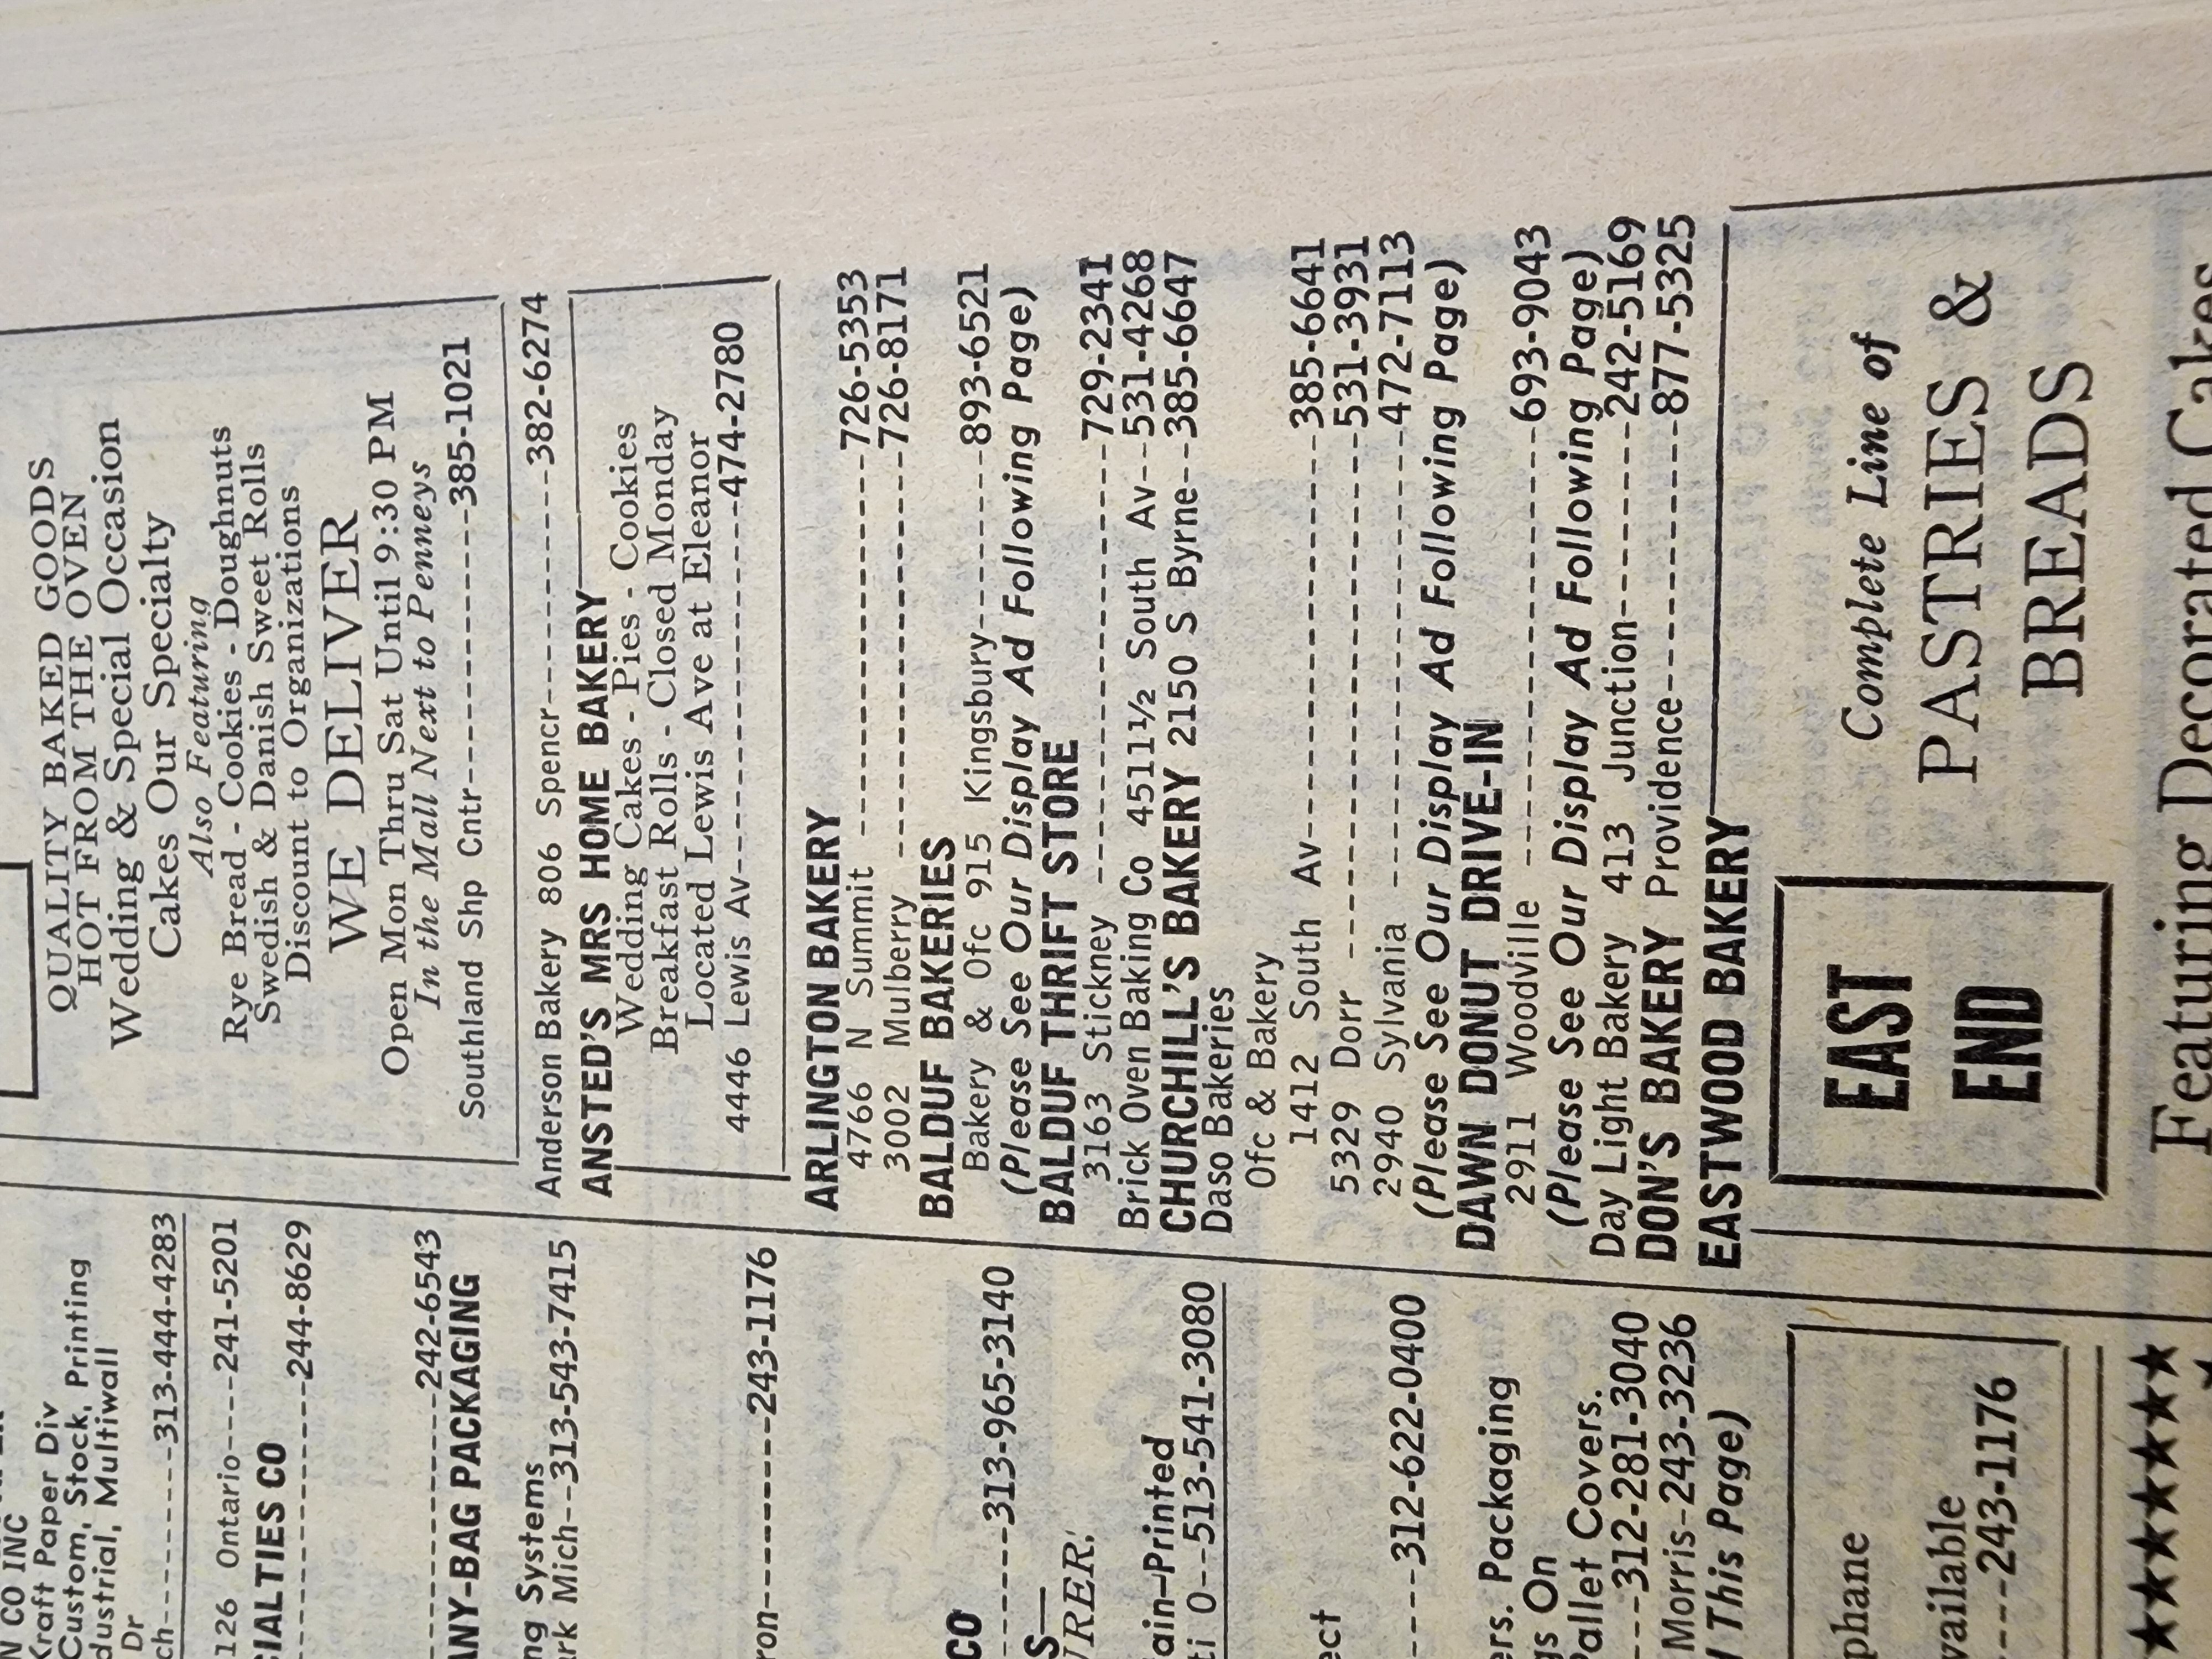 N CO INC
Kraft Paper Div
Custom, Stock, Printing
dustrial, Multiwall
Dr
ch-------313-444-4283
126 Ontario----241-5201
CIALTIES CO
---------244-8629
---------242-6543
ANY-BAG PACKAGING
ng Systems
ark Mich--313-543-7415
ron---------243-1176
CO
------313-965-3140
S—
URER.
ain-Printed
ti O--513-541-3080
ect
-----312-622-0400
ers. Packaging
gs On
Pallet Covers.
---312-281-3040
Morris-243-3236
This Page)
phane
vailable
----243-1176
★★★★★★
QUALITY BAKED GOODS
HOT FROM THE OVEN
Wedding & Special Occasion
Cakes Our Specialty
Also Featuring
Rye Bread - Cookies - Doughnuts
Swedish & Danish Sweet Rolls
Discount to Organizations
WE DELIVER
Open Mon Thru Sat Until 9:30 PM
In the Mall Next to Penneys
Southland Shp Cntr---------------385-1021
Anderson Bakery 806 Spencr------------382-6274
ANSTED'S MRS HOME BAKERY
Wedding Cakes - Pies - Cookies
Breakfast Rolls - Closed Monday
Located Lewis Ave at Eleanor
4446 Lewis Av--------------------474-2780
ARLINGTON BAKERY
4766 N Summit --------------------726-5353
3002 Mulberry --------------------726-8171
BALDUF BAKERIES
Bakery & Ofc 915 Kingsbury--------893-6521
(Please See Our Display Ad Following Page)
BALDUF THRIFT STORE
3163 Stickney --------------------729-2341
Brick Oven Baking Co 4511½ South Av--531-4268
CHURCHILL'S BAKERY 2150 S Byrne--385-6647
Daso Bakeries
Ofc & Bakery
1412 South Av--------------------385-6641
5329 Dorr ------------------------531-3931
2940 Sylvania ---------------------472-7113
(Please See Our Display Ad Following Page)
DAWN DONUT DRIVE-IN
2911 Woodville --------------------693-9043
(Please See Our Display Ad Following Page)
Day Light Bakery 413 Junction---------242-5169
DON'S BAKERY Providence------------877-5325
EASTWOOD BAKERY
EAST
END
Complete Line of
PASTRIES &
BREADS
Featuring Decorated Cakes